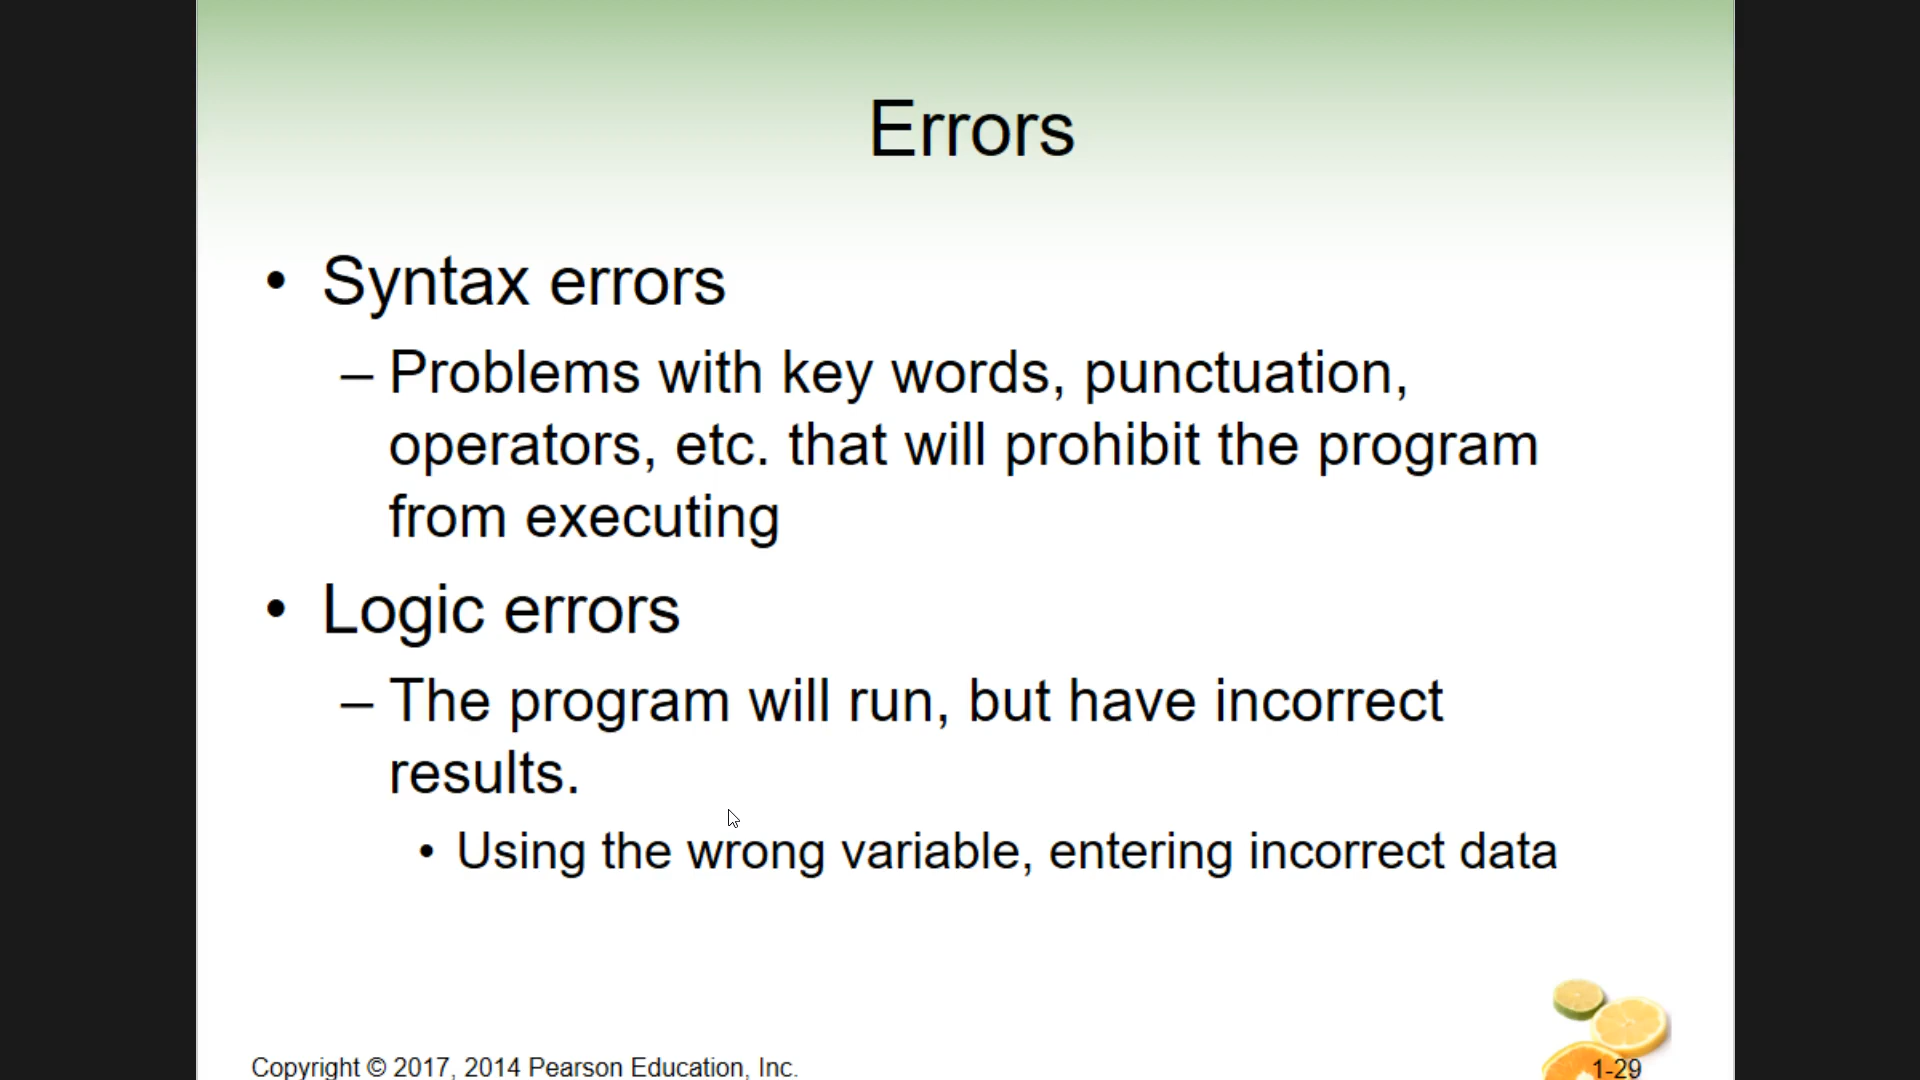 Errors
• Syntax errors
– Problems with key words, punctuation,
operators, etc. that will prohibit the program
from executing
• Logic errors
– The program will run, but have incorrect
results.
• Using the wrong variable, entering incorrect data
Copyright © 2017, 2014 Pearson Education, Inc.
1-29